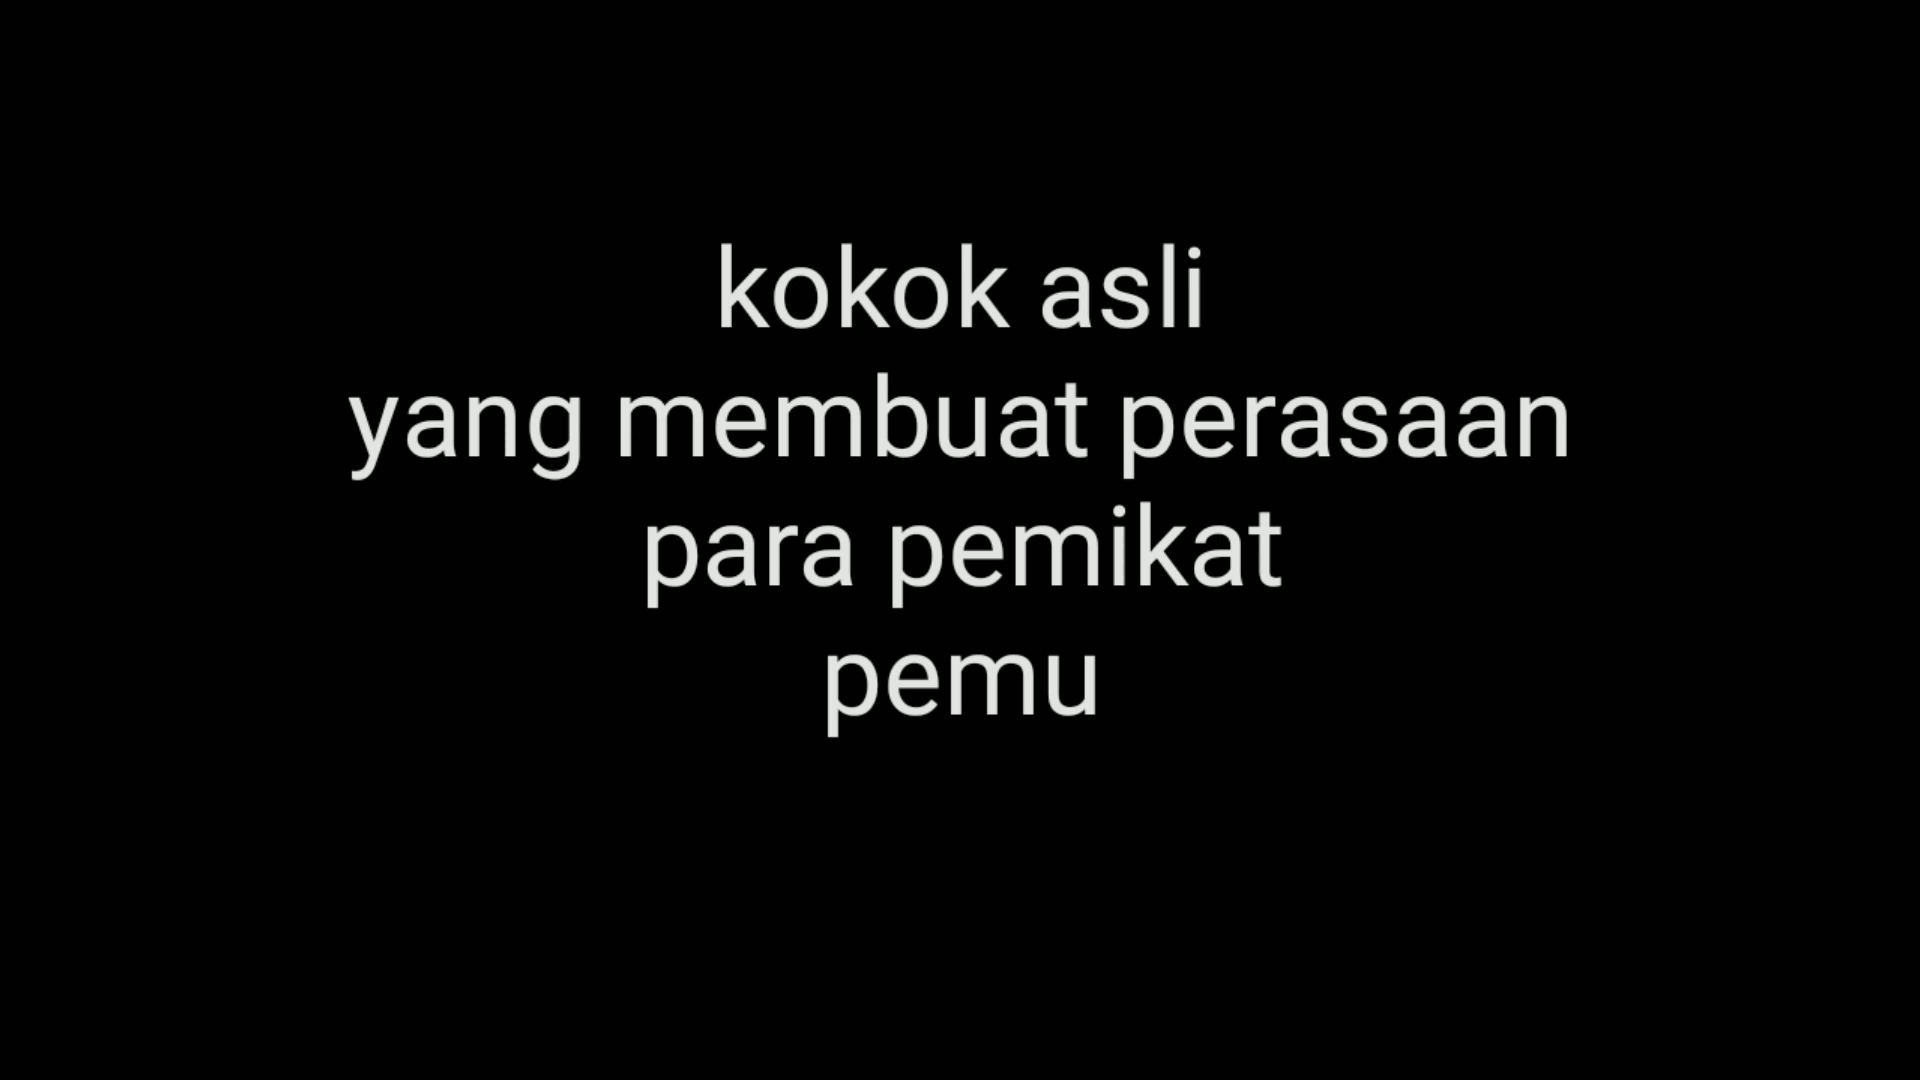 kokok asli
yang membuat perasaan
para pemikat
pemu